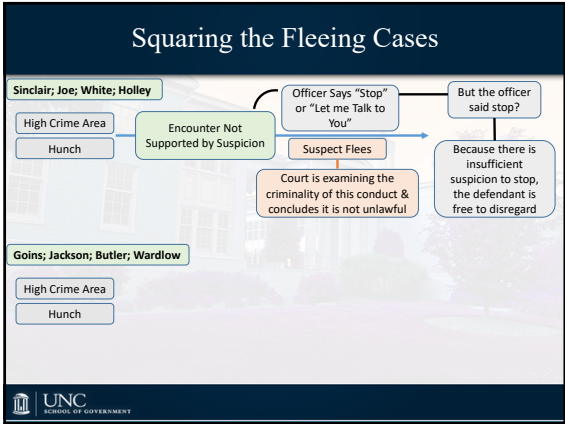 Squaring the Fleeing Cases
Sinclair; Joe; White; Holley
High Crime Area
Hunch
Encounter Not
Supported by Suspicion
Officer Says “Stop”
or “Let me Talk to
You”
Suspect Flees
Court is examining the
criminality of this conduct &
concludes it is not unlawful
But the officer
said stop?
Because there is
insufficient
suspicion to stop,
the defendant is
free to disregard
Goins; Jackson; Butler; Wardlow
High Crime Area
Hunch
UNC
SCHOOL OF GOVERNMENT